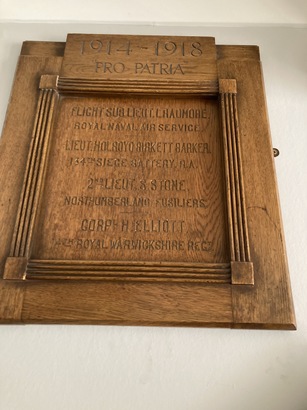 1914-1918
PRO·PATRIA
FLIGHT SUB LIEUT. L. HAUMORE.
ROYAL NAVAL AIR SERVICE.
LIEUT. HOLROYD BIRKETT BARKER.
134TH SIEGE BATTERY, R.A.
2ND LIEUT. S. STONE.
NORTHUMBERLAND FUSILIERS.
CORPL. H. ELLIOTT.
ROYAL WARWICKSHIRE REGT.